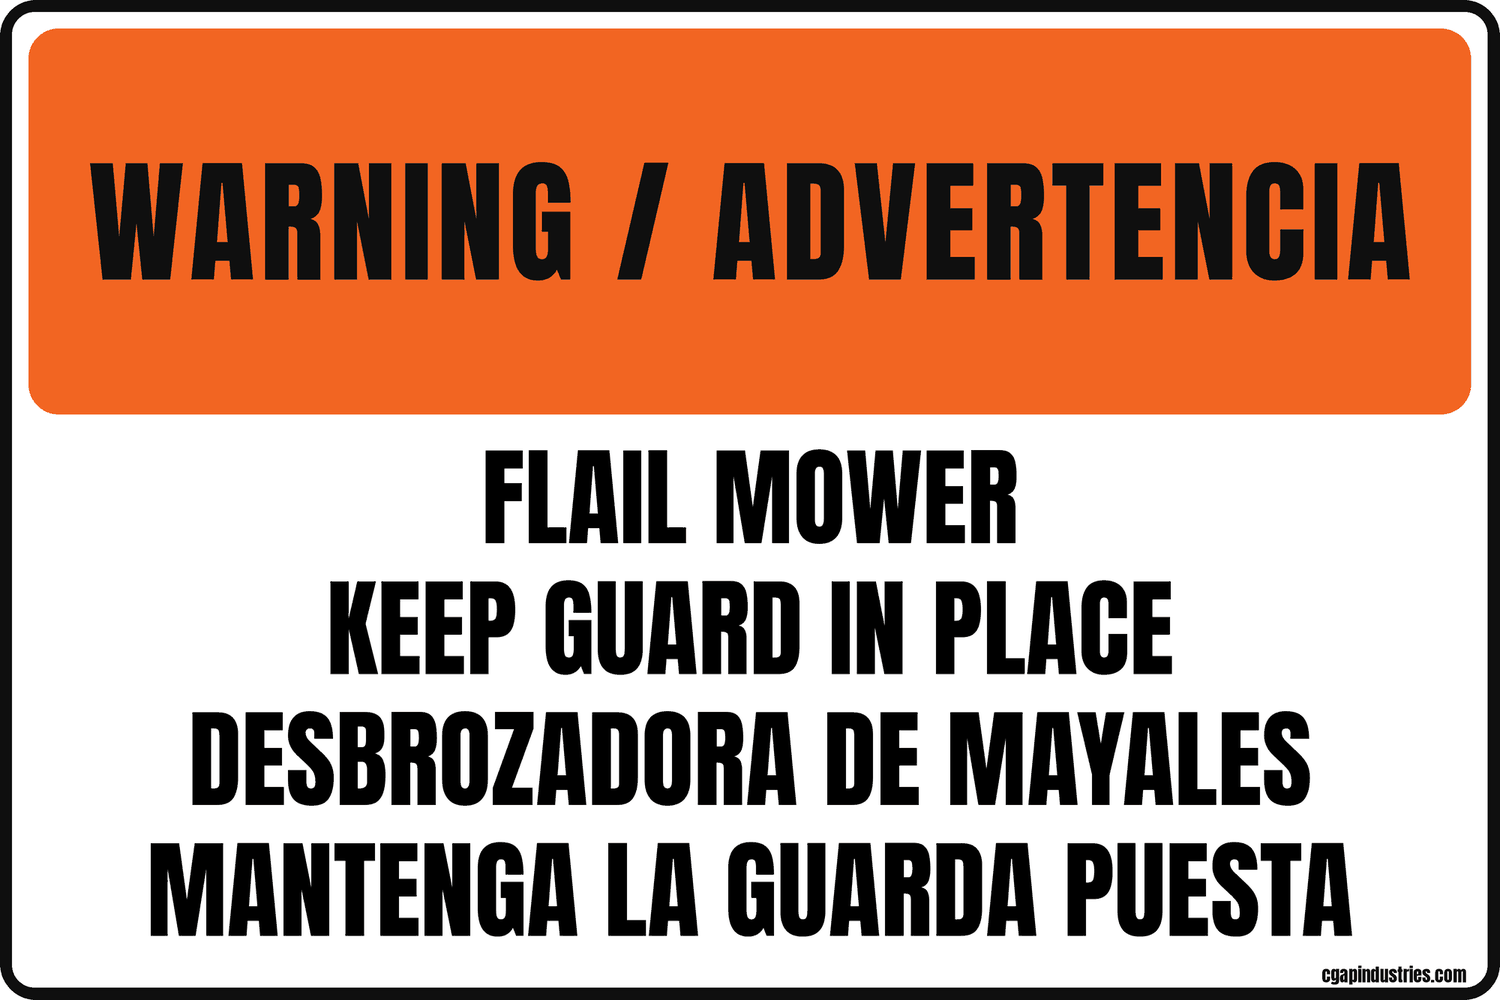 WARNING / ADVERTENCIA
FLAIL MOWER
KEEP GUARD IN PLACE
DESBROZADORA DE MAYALES
MANTENGA LA GUARDA PUESTA
cgapindustries.com